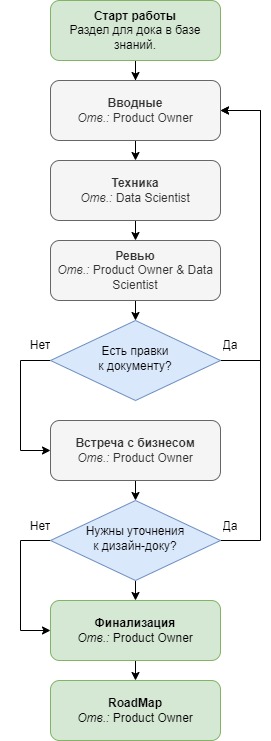 Старт работы
Раздел для дока в базе
знаний.
Вводные
Отв.: Product Owner
Техника
Отв.: Data Scientist
Ревью
Отв.: Product Owner & Data
Scientist
Нет
Да
Есть правки
к документу?
Встреча с бизнесом
Отв.: Product Owner
Нет
Да
Нужны уточнения
к дизайн-доку?
Финализация
Отв.: Product Owner
RoadMap
Отв.: Product Owner